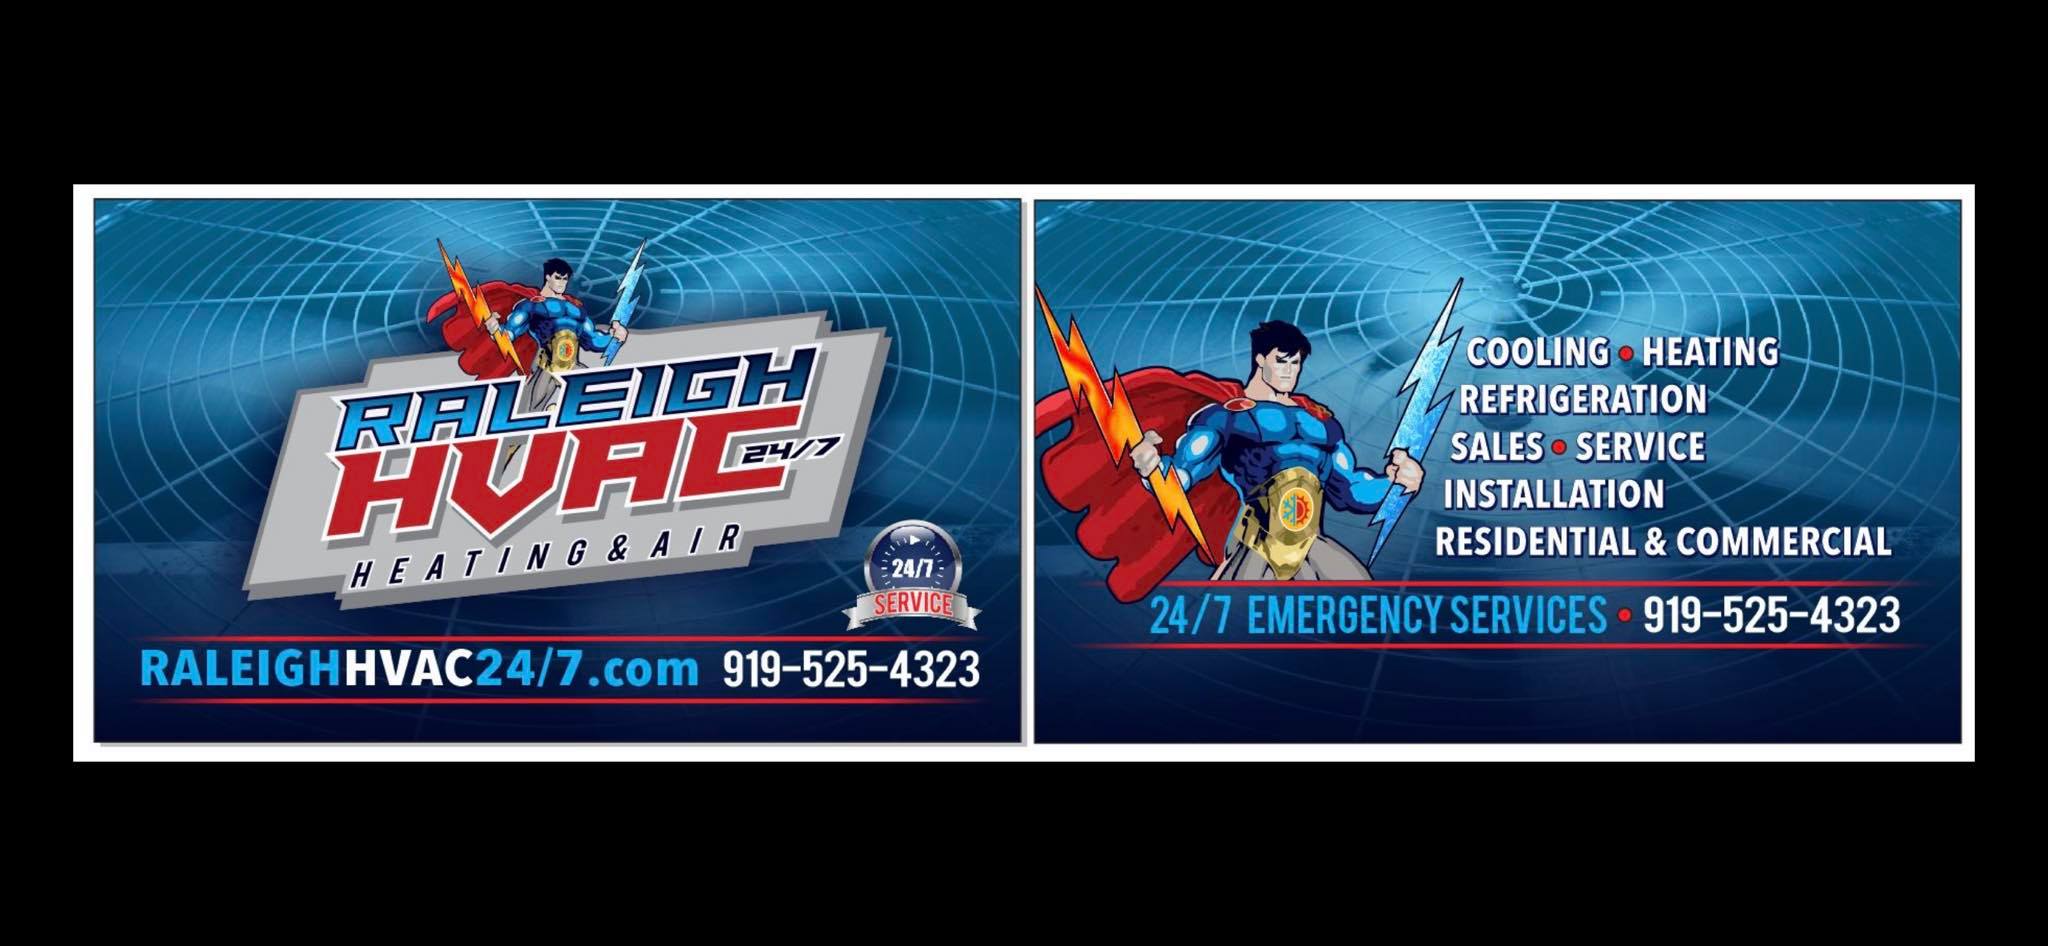 RALEIGH
HVAC 24/7
HEATING & AIR
24/7
SERVICE
RALEIGHHVAC24/7.com 919-525-4323
COOLING • HEATING
REFRIGERATION
SALES • SERVICE
INSTALLATION
RESIDENTIAL & COMMERCIAL
24/7 EMERGENCY SERVICES • 919-525-4323